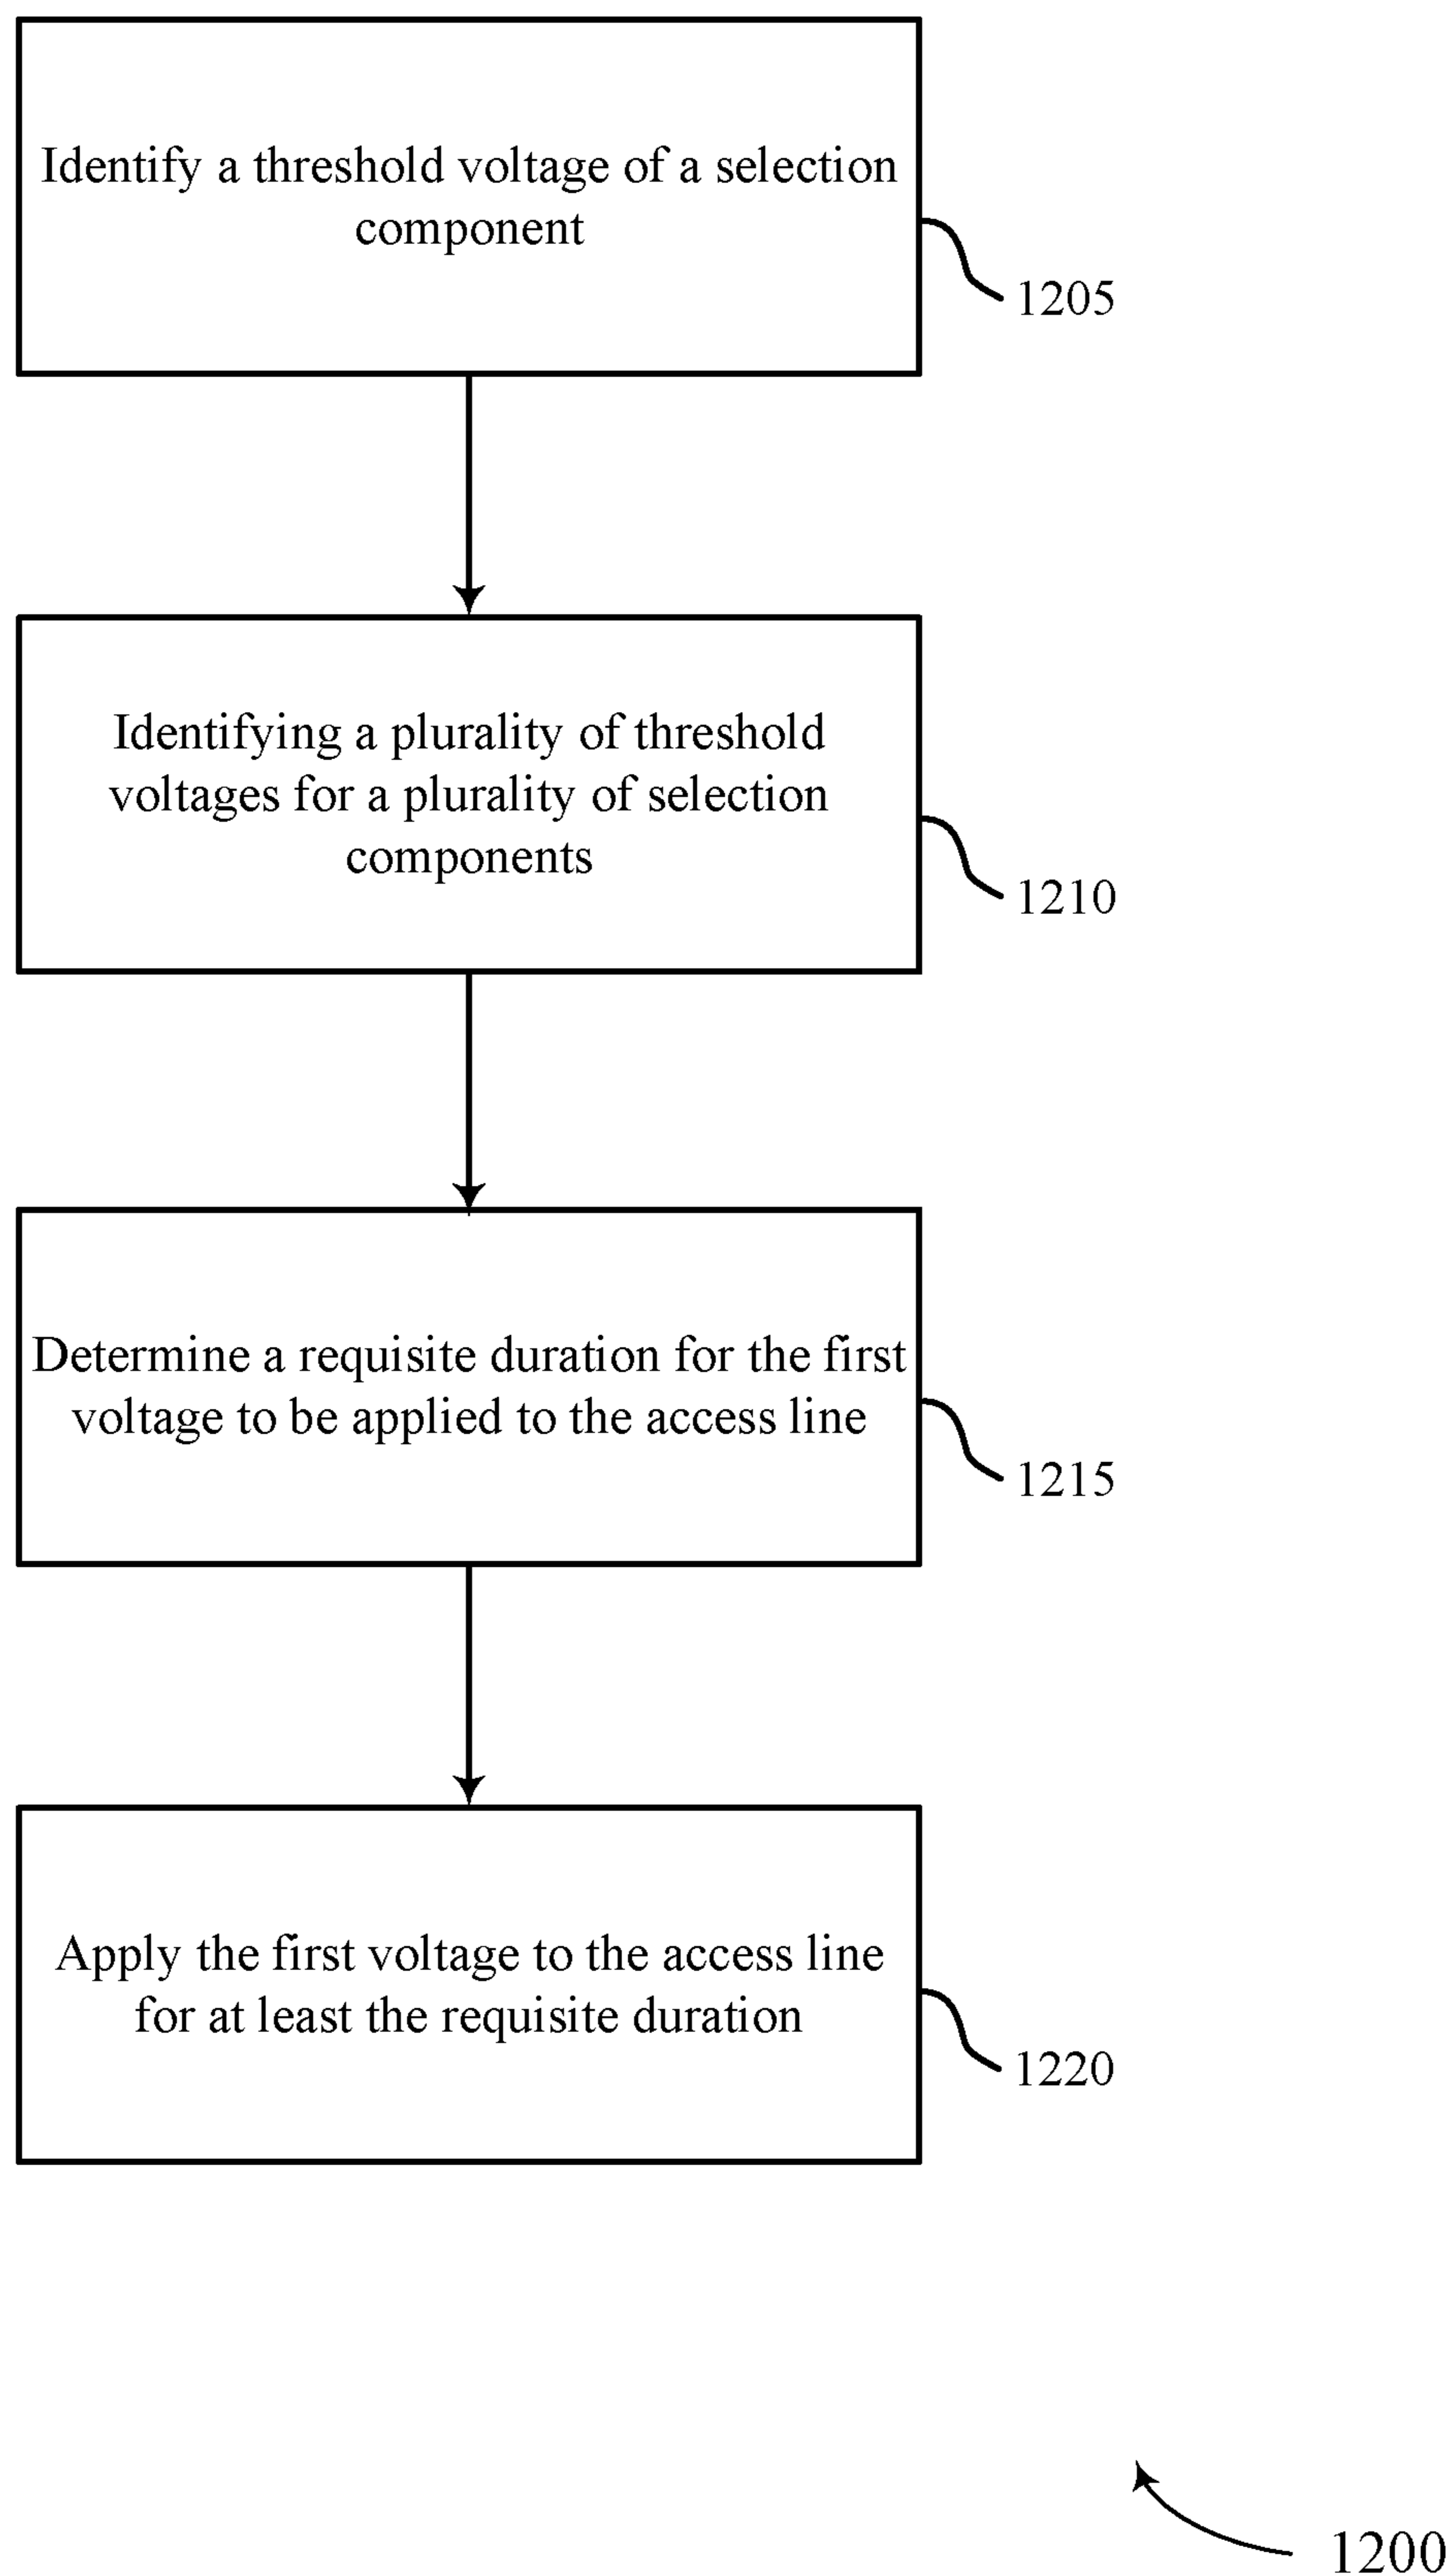 Identify a threshold voltage of a selection
component
1205
Identifying a plurality of threshold
voltages for a plurality of selection
components
1210
Determine a requisite duration for the first
voltage to be applied to the access line
1215
Apply the first voltage to the access line
for at least the requisite duration
1220
1200